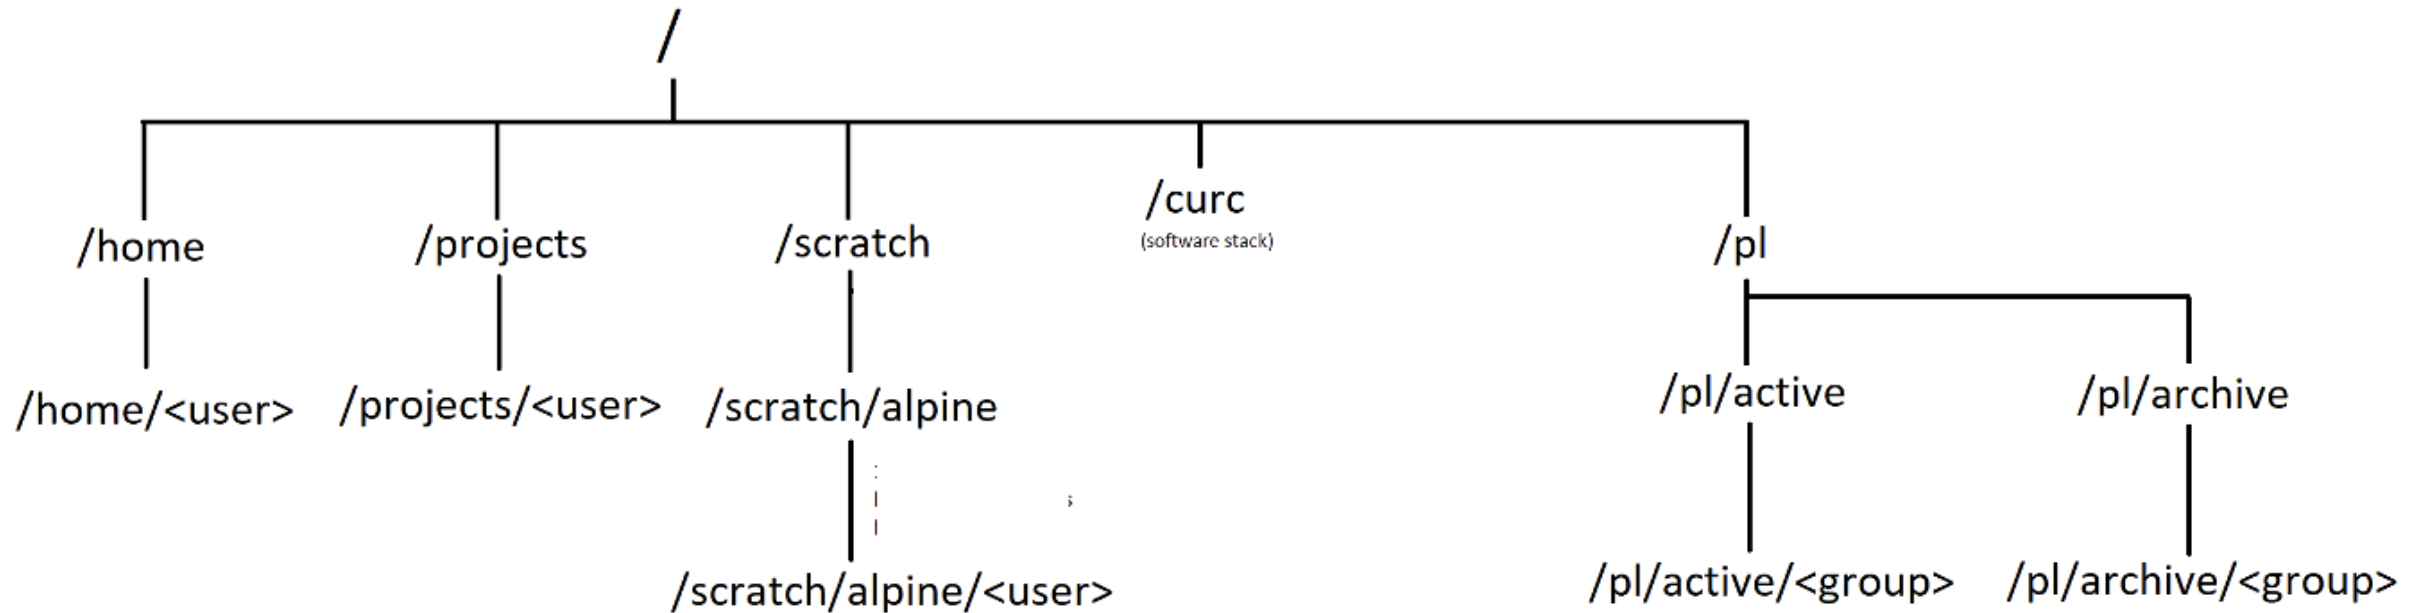 /
/home
/projects
/scratch
/curc
(software stack)
/pl
/home/<user>
/projects/<user>
/scratch/alpine
/pl/active
/pl/archive
s
/scratch/alpine/<user>
/pl/active/<group>
/pl/archive/<group>